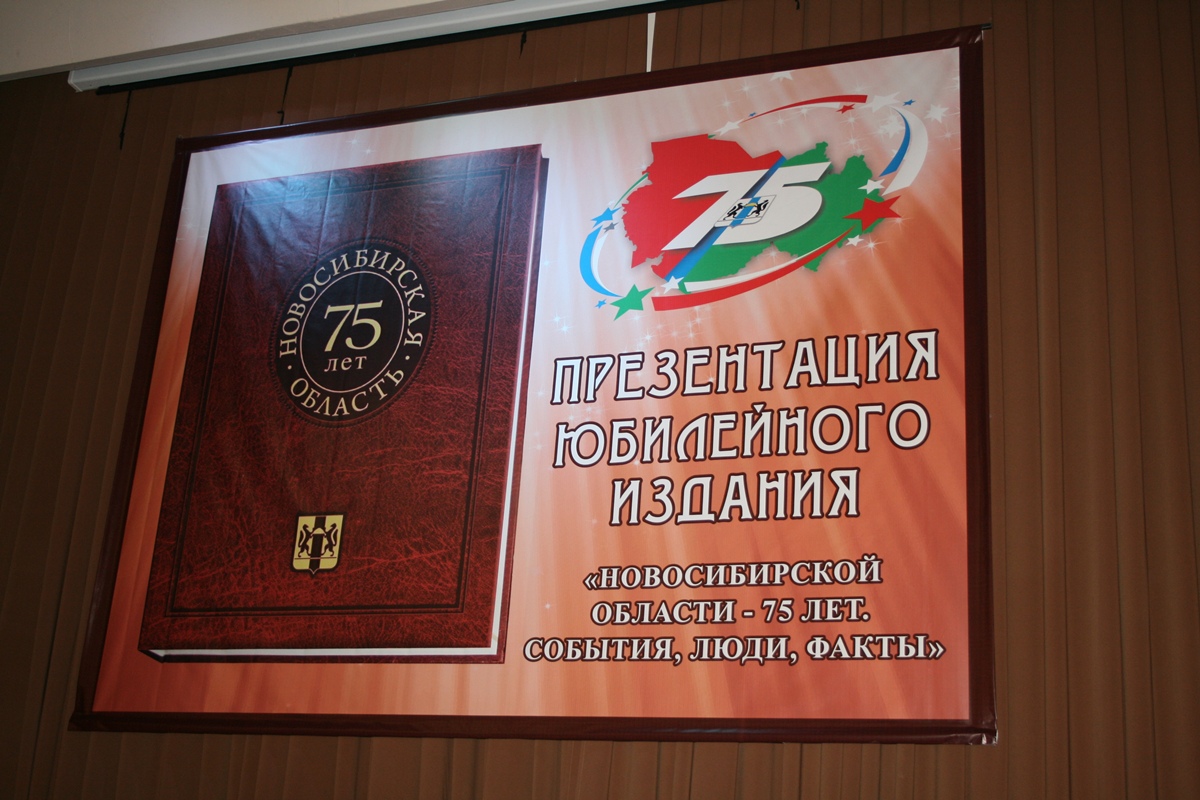 НОВОСИБИРСКАЯ
75
лет
ОБЛАСТЬ
75
ПРЕЗЕНТАЦИЯ
ЮБИЛЕЙНОГО
ИЗДАНИЯ
«НОВОСИБИРСКОЙ
ОБЛАСТИ - 75 ЛЕТ.
СОБЫТИЯ, ЛЮДИ, ФАКТЫ»